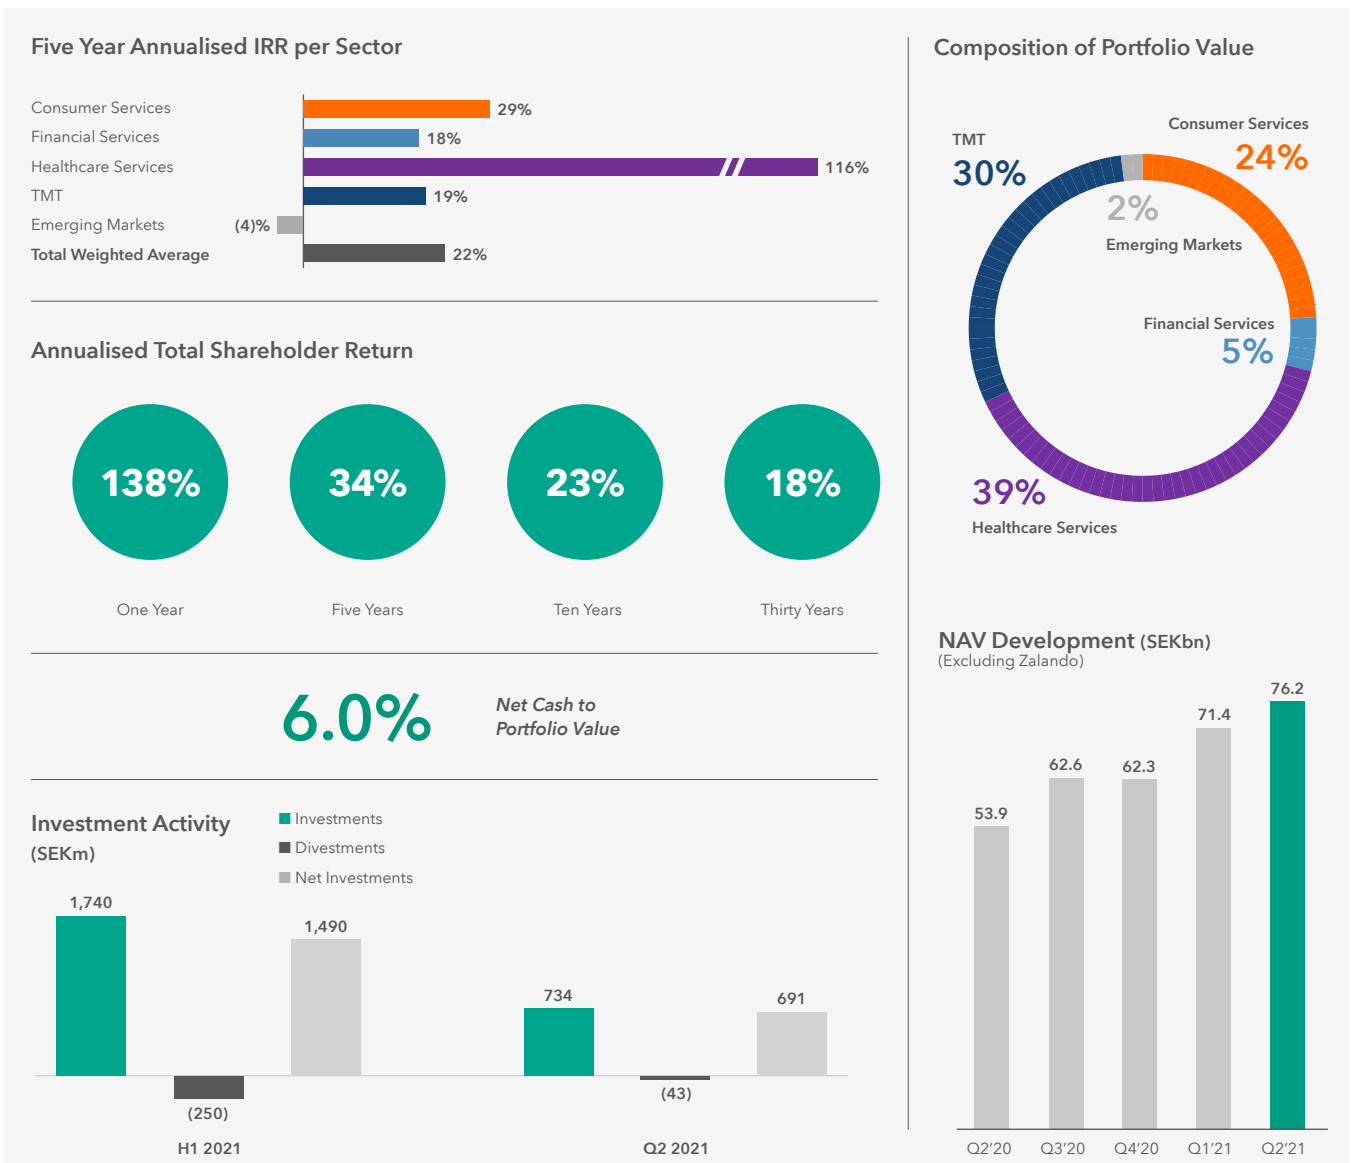 Five Year Annualised IRR per Sector
Consumer Services 29%
Financial Services 18%
Healthcare Services 116%
TMT 19%
Emerging Markets (4)%
Total Weighted Average 22%
Annualised Total Shareholder Return
138% 34% 23% 18%
One Year Five Years Ten Years Thirty Years
6.0%
Net Cash to
Portfolio Value
Investment Activity
(SEKm)
Investments
Divestments
Net Investments
1,740
(250)
1,490
734
(43)
691
H1 2021 Q2 2021
Composition of Portfolio Value
TMT
30%
Consumer Services
24%
2%
Emerging Markets
Financial Services
5%
39%
Healthcare Services
NAV Development (SEKbn)
(Excluding Zalando)
53.9 62.6 62.3 71.4 76.2
Q2'20 Q3'20 Q4'20 Q1'21 Q2'21